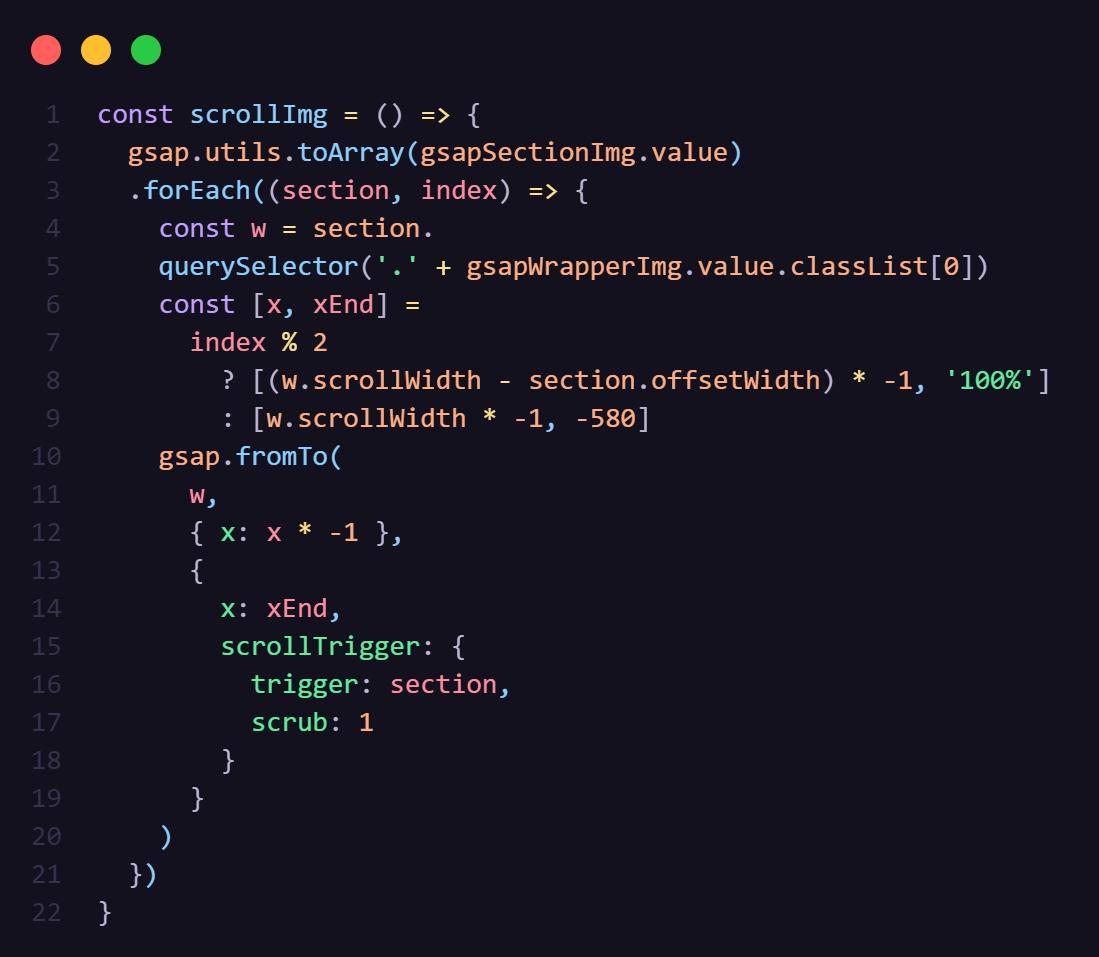 1 const scrollImg = () => {
2   gsap.utils.toArray(gsapSectionImg.value)
3   .forEach((section, index) => {
4     const w = section.
5     querySelector('.' + gsapWrapperImg.value.classList[0])
6     const [x, xEnd] =
7       index % 2
8         ? [(w.scrollWidth - section.offsetWidth) * -1, '100%']
9         : [w.scrollWidth * -1, -580]
10     gsap.fromTo(
11       w,
12       { x: x * -1 },
13       {
14         x: xEnd,
15         scrollTrigger: {
16           trigger: section,
17           scrub: 1
18         }
19       }
20     )
21   })
22 }